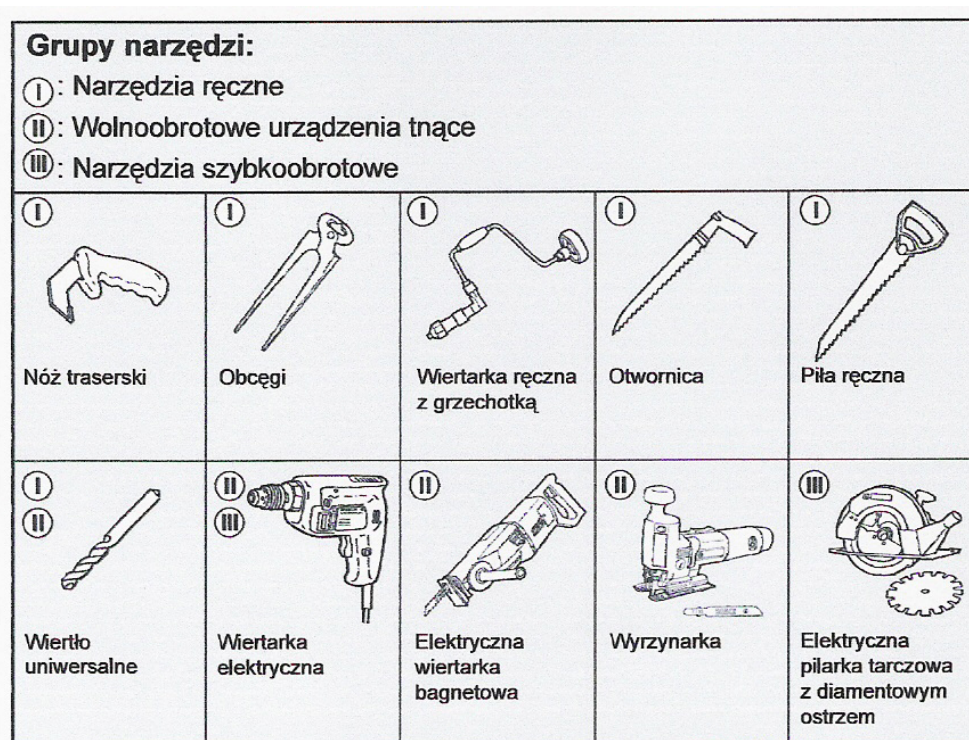 Grupy narzędzi:
I : Narzędzia ręczne
II : Wolnoobrotowe urządzenia tnące
III : Narzędzia szybkoobrotowe
I
Nóż traserski
I
Obcęgi
I
Wiertarka ręczna
z grzechotką
I
Otwornica
I
Piła ręczna
I
II
Wiertło
uniwersalne
II
III
Wiertarka
elektryczna
II
Elektryczna
wiertarka
bagnetowa
II
Wyrzynarka
III
Elektryczna
pilarka tarczowa
z diamentowym
ostrzem